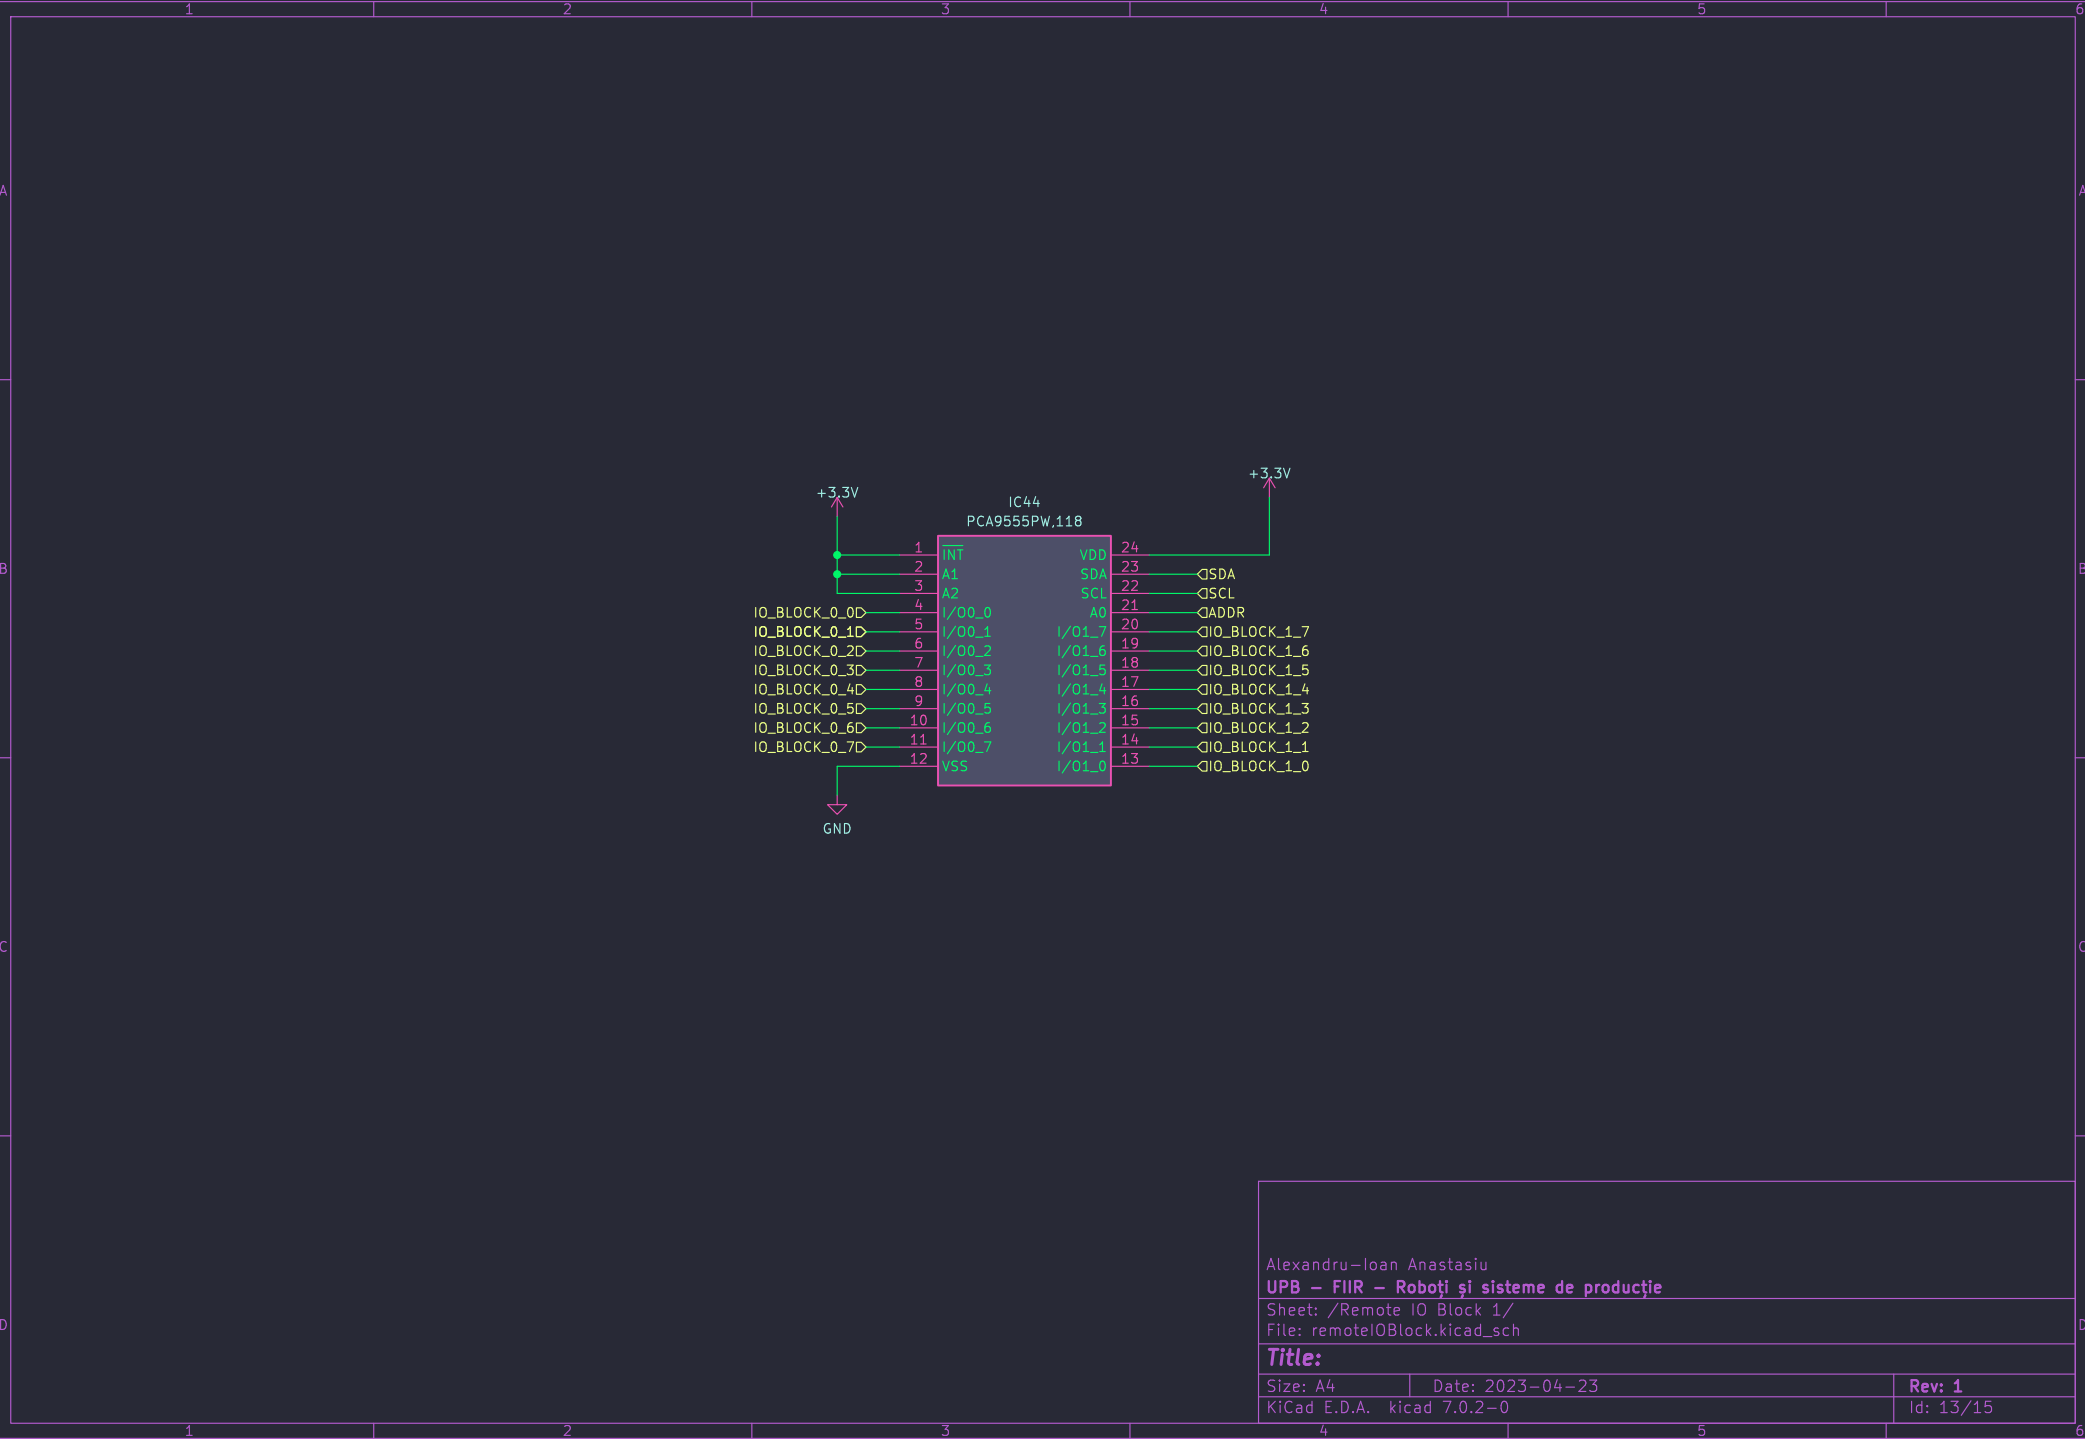 1 2 3 4 5 6
A A
+3.3V
+3.3V
IC44
PCA9555PW,118
1 INT VDD 24
B B
2 A1 SDA 23 SDA
3 A2 SCL 22 SCL
IO_BLOCK_0_0 4 I/O0_0 A0 21 ADDR
IO_BLOCK_0_1 5 I/O0_1 I/O1_7 20 IO_BLOCK_1_7
IO_BLOCK_0_2 6 I/O0_2 I/O1_6 19 IO_BLOCK_1_6
IO_BLOCK_0_3 7 I/O0_3 I/O1_5 18 IO_BLOCK_1_5
IO_BLOCK_0_4 8 I/O0_4 I/O1_4 17 IO_BLOCK_1_4
IO_BLOCK_0_5 9 I/O0_5 I/O1_3 16 IO_BLOCK_1_3
IO_BLOCK_0_6 10 I/O0_6 I/O1_2 15 IO_BLOCK_1_2
IO_BLOCK_0_7 11 I/O0_7 I/O1_1 14 IO_BLOCK_1_1
12 VSS I/O1_0 13 IO_BLOCK_1_0
GND
C C
Alexandru-Ioan Anastasiu
UPB - FIIR - Roboți și sisteme de producție
Sheet: /Remote IO Block 1/
D D
File: remoteIOBlock.kicad_sch
Title:
Size: A4 Date: 2023-04-23 Rev: 1
KiCad E.D.A. kicad 7.0.2-0 Id: 13/15
1 2 3 4 5 6